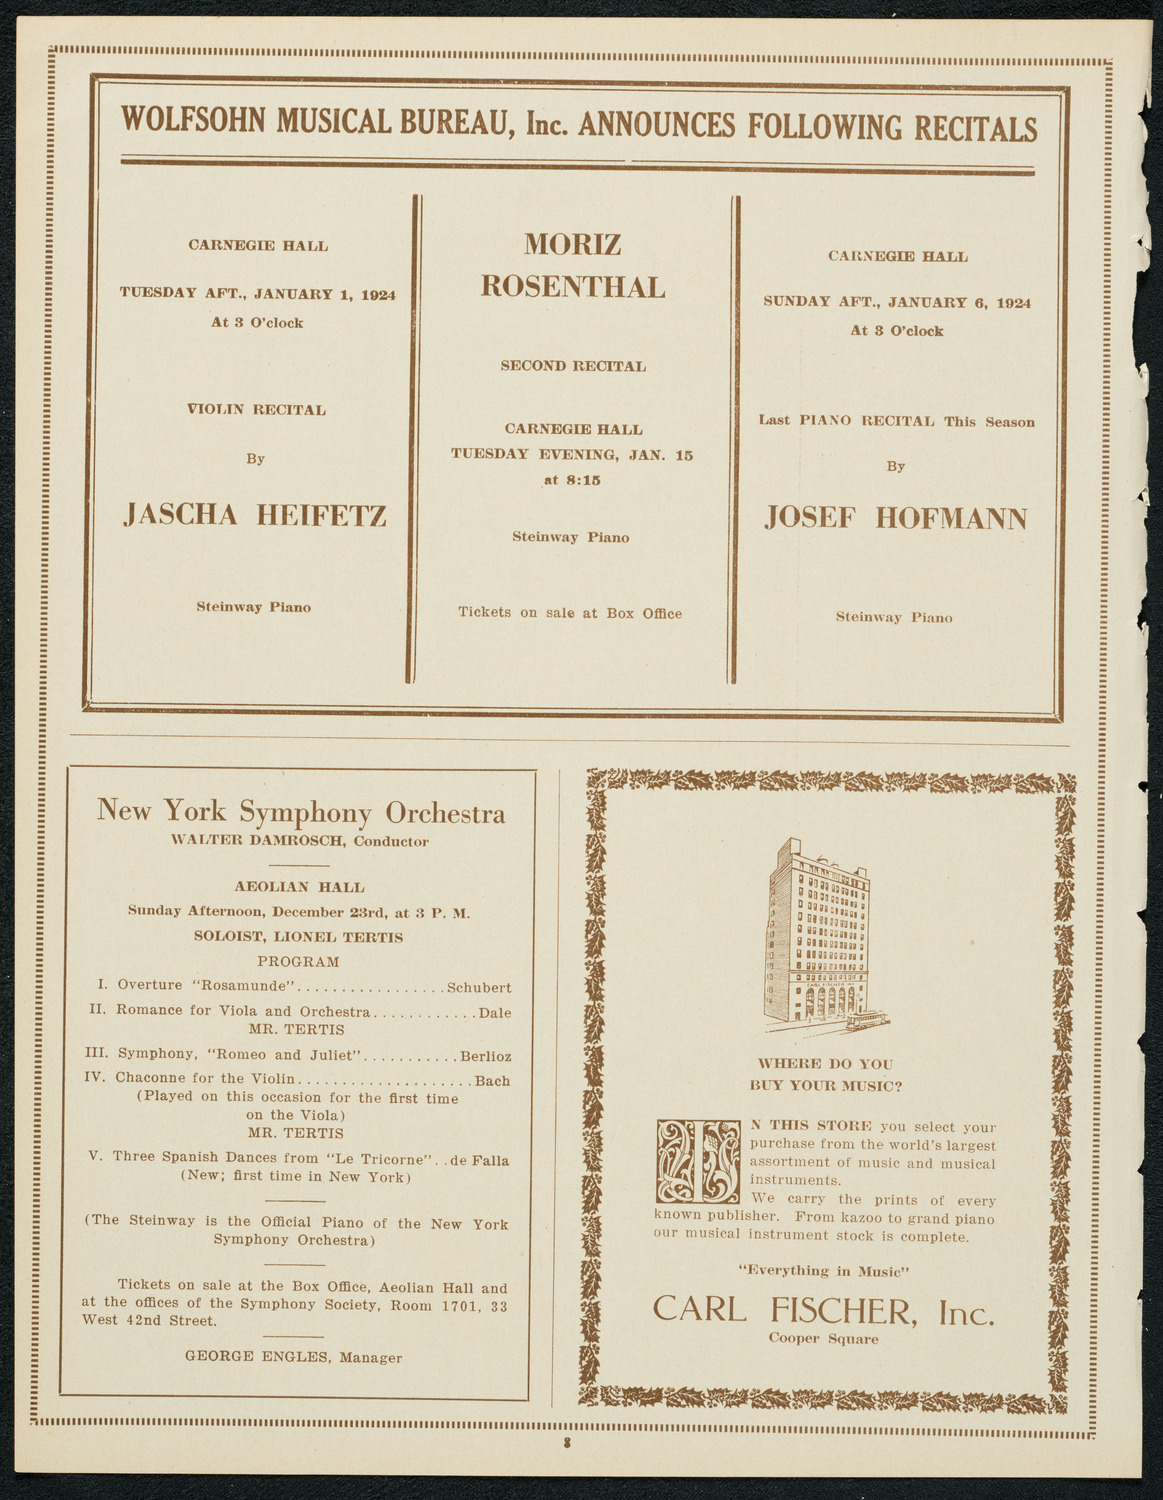 WOLFSOHN MUSICAL BUREAU, Inc. ANNOUNCES FOLLOWING RECITALS
CARNEGIE HALL
TUESDAY AFT., JANUARY 1, 1924
At 3 O'clock
VIOLIN RECITAL
By
JASCHA HEIFETZ
Steinway Piano
MORIZ
ROSENTHAL
SECOND RECITAL
CARNEGIE HALL
TUESDAY EVENING, JAN. 15
at 8:15
Steinway Piano
Tickets on sale at Box Office
CARNEGIE HALL
SUNDAY AFT., JANUARY 6, 1924
At 3 O'clock
Last PIANO RECITAL This Season
By
JOSEF HOFMANN
Steinway Piano
New York Symphony Orchestra
WALTER DAMROSCH, Conductor
AEOLIAN HALL
Sunday Afternoon, December 23rd, at 3 P. M.
SOLOIST, LIONEL TERTIS
PROGRAM
I. Overture "Rosamunde".................Schubert
II. Romance for Viola and Orchestra............Dale
MR. TERTIS
III. Symphony, "Romeo and Juliet"...........Berlioz
IV. Chaconne for the Violin....................Bach
(Played on this occasion for the first time
on the Viola)
MR. TERTIS
V. Three Spanish Dances from "Le Tricorne"..de Falla
(New; first time in New York)
(The Steinway is the Official Piano of the New York
Symphony Orchestra)
Tickets on sale at the Box Office, Aeolian Hall and
at the offices of the Symphony Society, Room 1701, 33
West 42nd Street.
GEORGE ENGLES, Manager
CARL FISCHER
WHERE DO YOU
BUY YOUR MUSIC?
IN THIS STORE you select your
purchase from the world's largest
assortment of music and musical
instruments.
We carry the prints of every
known publisher. From kazoo to grand piano
our musical instrument stock is complete.
"Everything in Music"
CARL FISCHER, Inc.
Cooper Square
8